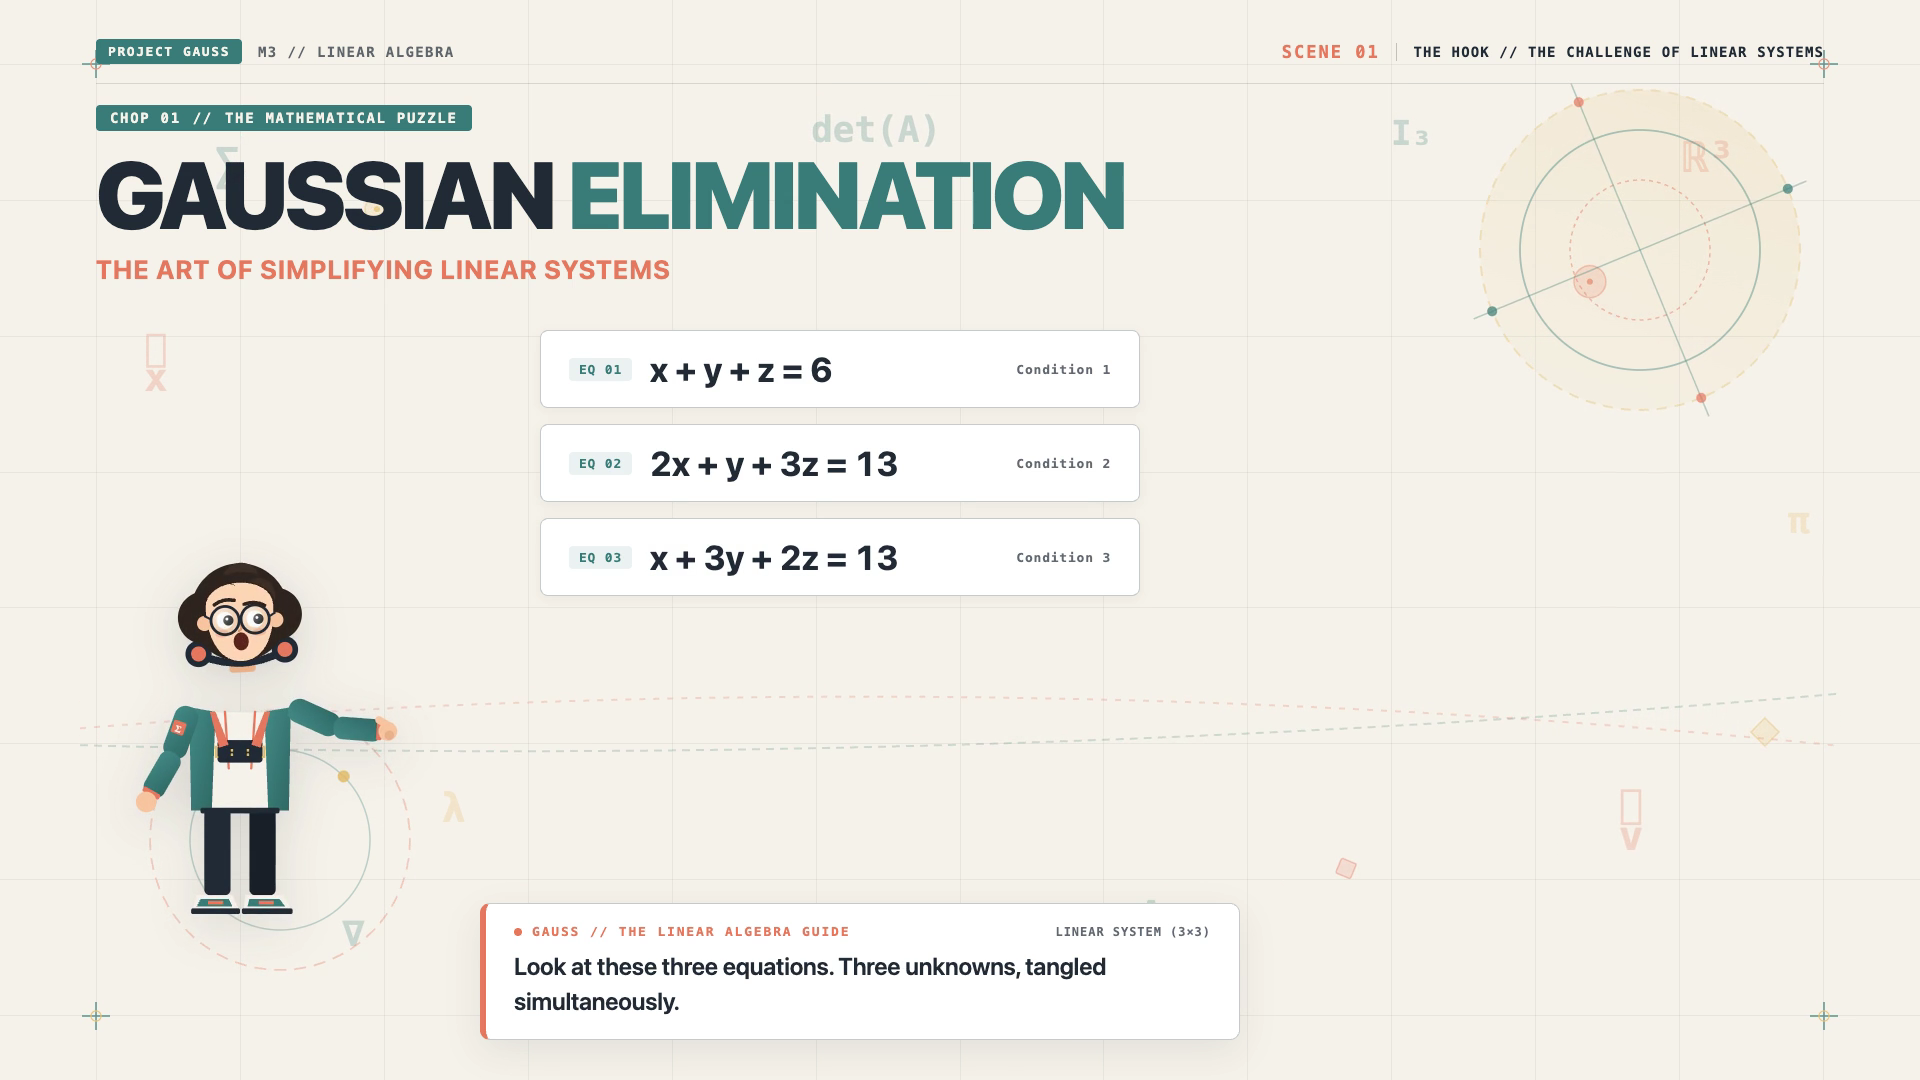 PROJECT GAUSS
M3 // LINEAR ALGEBRA
SCENE 01
THE HOOK // THE CHALLENGE OF LINEAR SYSTEMS
CHOP 01 // THE MATHEMATICAL PUZZLE
det(A)
I₃
ℝ³
Σ
GAUSSIAN ELIMINATION
THE ART OF SIMPLIFYING LINEAR SYSTEMS
x
EQ 01
x + y + z = 6
Condition 1
EQ 02
2x + y + 3z = 13
Condition 2
EQ 03
x + 3y + 2z = 13
Condition 3
π
Σ
λ
v
∇
GAUSS // THE LINEAR ALGEBRA GUIDE
LINEAR SYSTEM (3×3)
Look at these three equations. Three unknowns, tangled
simultaneously.